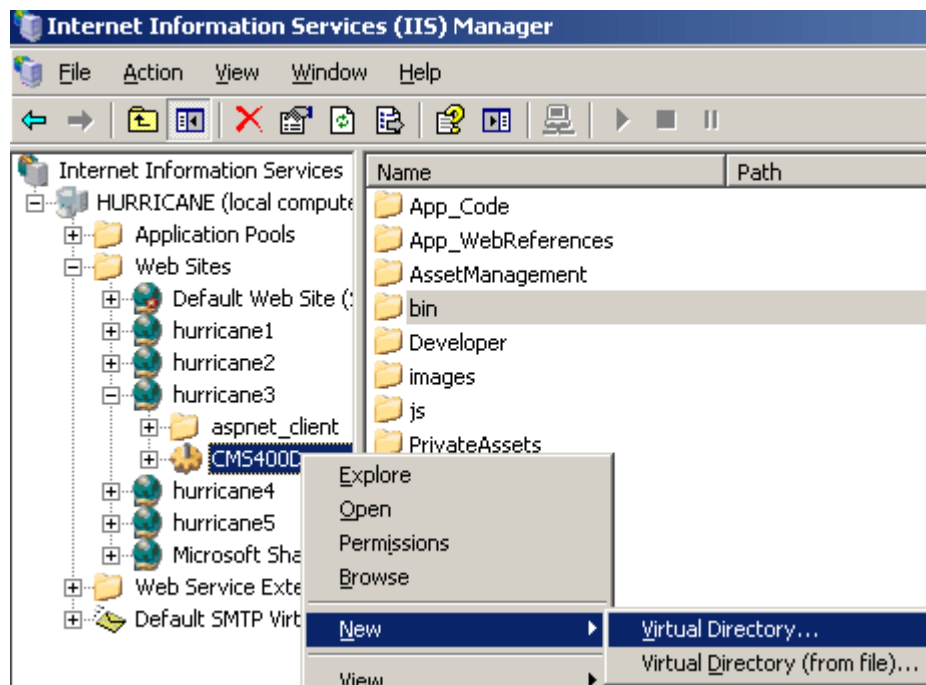 Internet Information Services (IIS) Manager
File Action View Window Help
Internet Information Services
HURRICANE (local compute
Application Pools
Web Sites
Default Web Site (
hurricane1
hurricane2
hurricane3
aspnet_client
CMS400D
hurricane4
hurricane5
Microsoft Sha
Web Service Exte
Default SMTP Virt
Name Path
App_Code
App_WebReferences
AssetManagement
bin
Developer
images
js
PrivateAssets
Explore
Open
Permissions
Browse
New
View
Virtual Directory...
Virtual Directory (from file)...